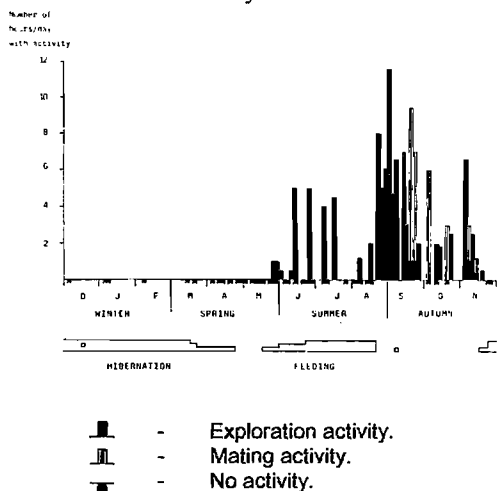 Number of
hours/day
with activity
12
10
8
6
4
2
D J F M A M J J A S O N
WINTER SPRING SUMMER AUTUMN
HIBERNATION FEEDING
- Exploration activity.
- Mating activity.
- No activity.